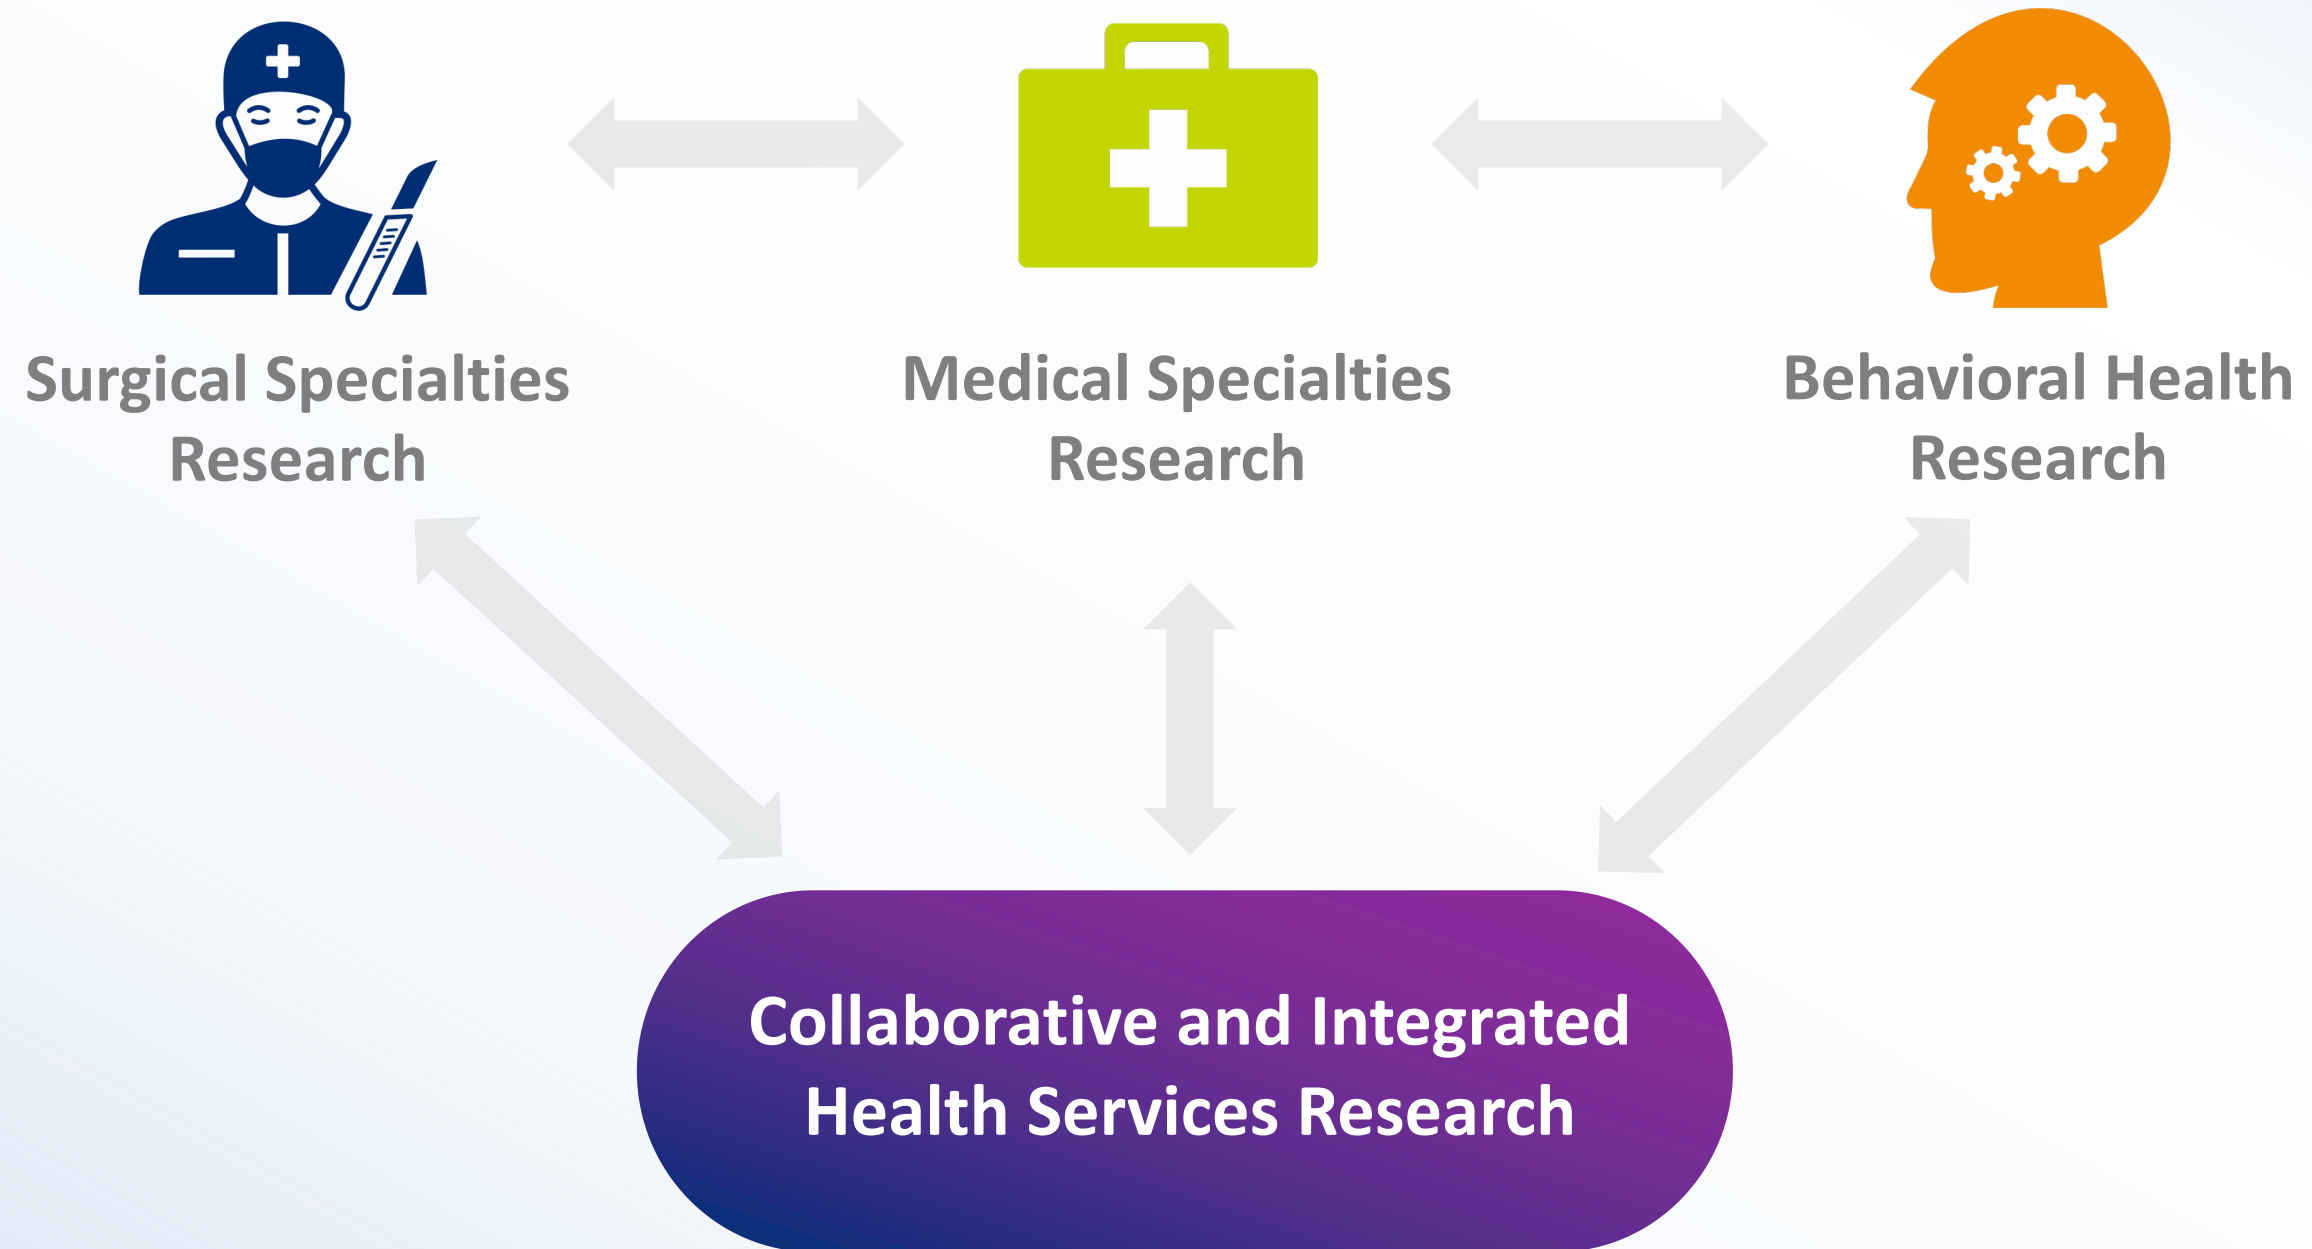 Surgical Specialties
Research
Medical Specialties
Research
Behavioral Health
Research
Collaborative and Integrated
Health Services Research